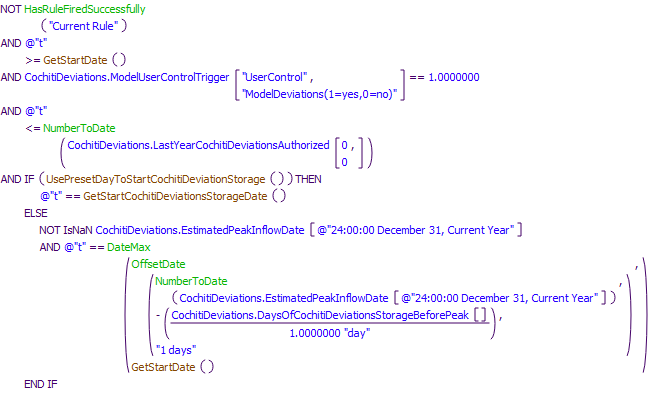 NOT HasRuleFiredSuccessfully
( "Current Rule" )
AND @"t"
>= GetStartDate ( )
AND CochitiDeviations.ModelUserControlTrigger [ "UserControl" , ] == 1.0000000
"ModelDeviations(1=yes,0=no)"
AND @"t"
<= NumberToDate
( CochitiDeviations.LastYearCochitiDeviationsAuthorized [ 0 , ] )
0
AND IF ( UsePresetDayToStartCochitiDeviationStorage ( ) ) THEN
@"t" == GetStartCochitiDeviationsStorageDate ( )
ELSE
NOT IsNaN CochitiDeviations.EstimatedPeakInflowDate [ @"24:00:00 December 31, Current Year" ]
AND @"t" == DateMax
( OffsetDate , )
( NumberToDate , )
( CochitiDeviations.EstimatedPeakInflowDate [ @"24:00:00 December 31, Current Year" ] )
- ( CochitiDeviations.DaysOfCochitiDeviationsStorageBeforePeak [ ] ) ,
1.0000000 "day"
"1 days"
GetStartDate ( )
END IF